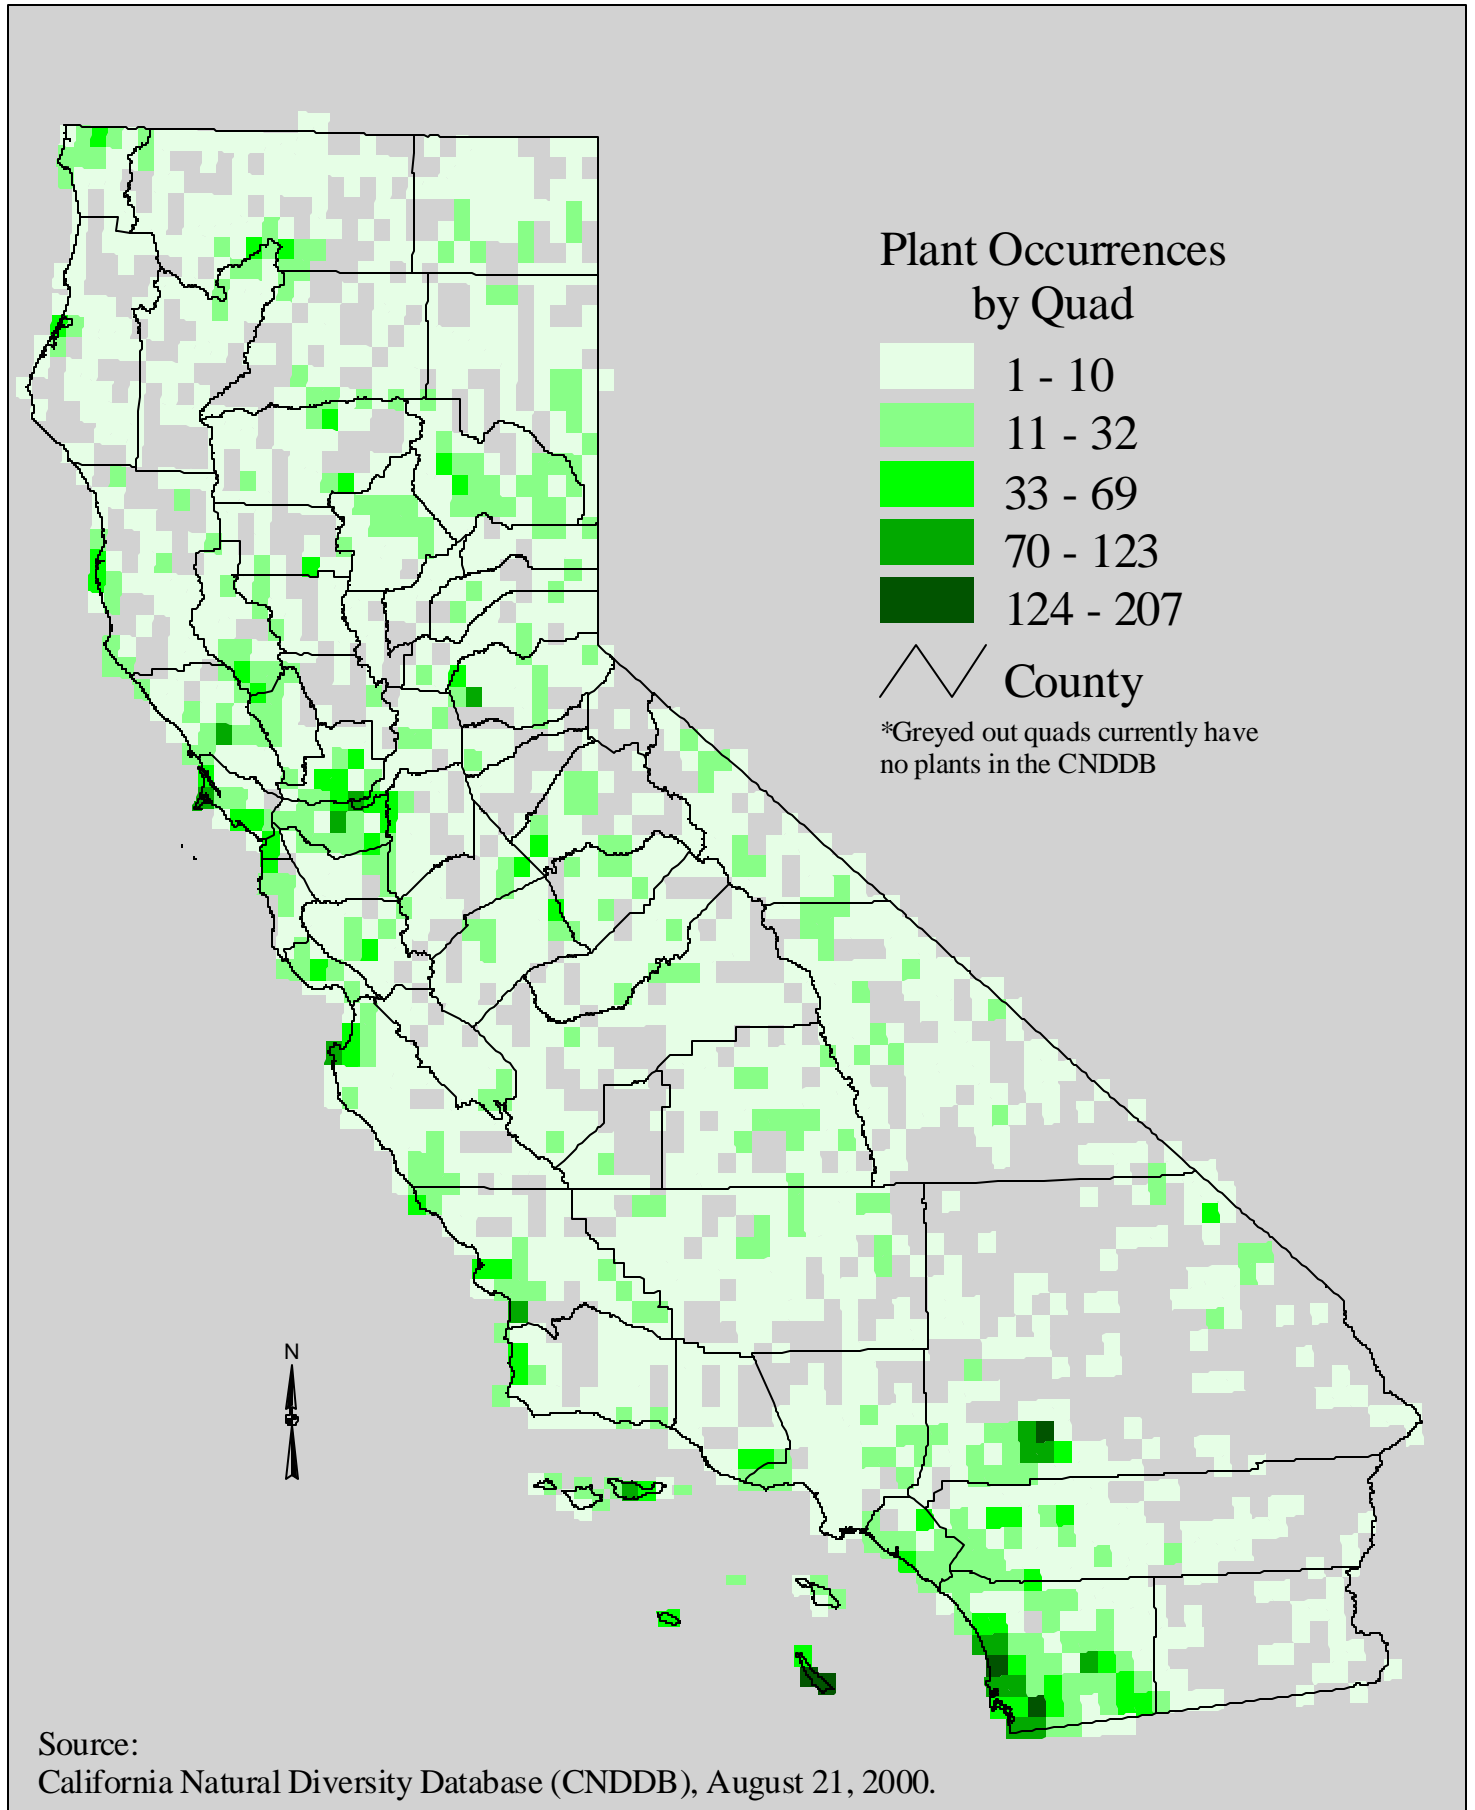 Plant Occurrences
by Quad
1 - 10
11 - 32
33 - 69
70 - 123
124 - 207
County
*Greyed out quads currently have
no plants in the CNDDB
N
Source:
California Natural Diversity Database (CNDDB), August 21, 2000.